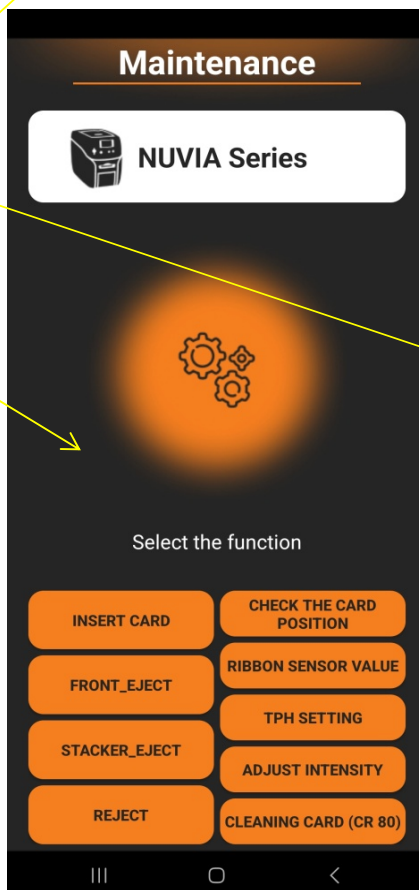 Maintenance
NUVIA Series
Select the function
INSERT CARD
FRONT_EJECT
STACKER_EJECT
REJECT
CHECK THE CARD
POSITION
RIBBON SENSOR VALUE
TPH SETTING
ADJUST INTENSITY
CLEANING CARD (CR 80)